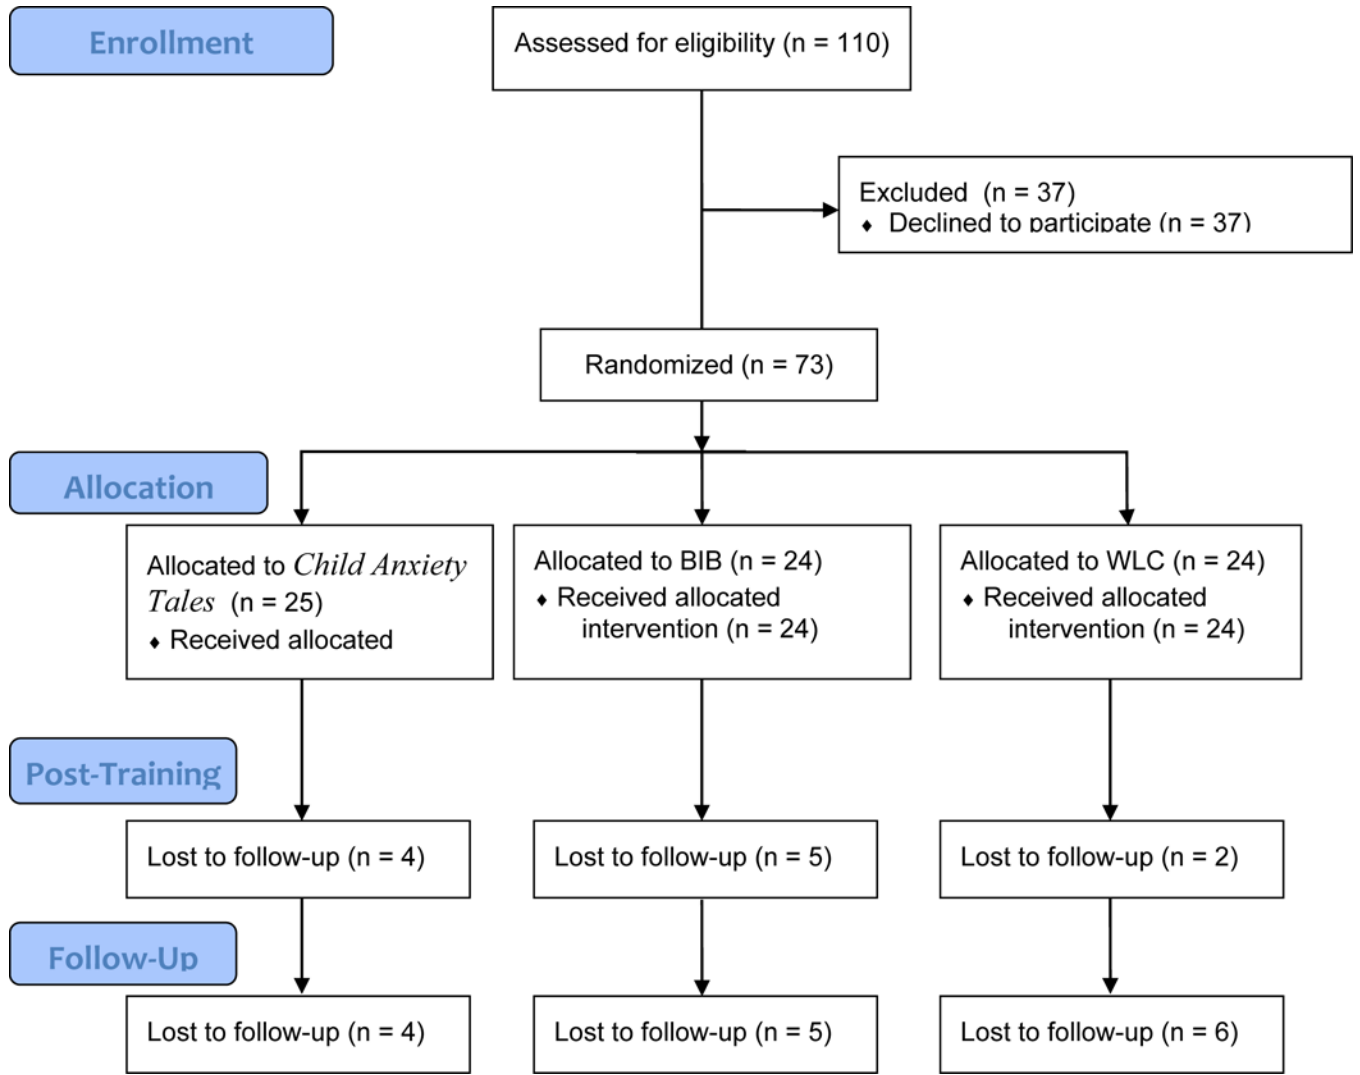 Enrollment
Assessed for eligibility (n = 110)
Excluded (n = 37)
♦ Declined to participate (n = 37)
Randomized (n = 73)
Allocation
Allocated to Child Anxiety
Tales (n = 25)
♦ Received allocated
Allocated to BIB (n = 24)
♦ Received allocated
intervention (n = 24)
Allocated to WLC (n = 24)
♦ Received allocated
intervention (n = 24)
Post-Training
Lost to follow-up (n = 4)
Lost to follow-up (n = 5)
Lost to follow-up (n = 2)
Follow-Up
Lost to follow-up (n = 4)
Lost to follow-up (n = 5)
Lost to follow-up (n = 6)